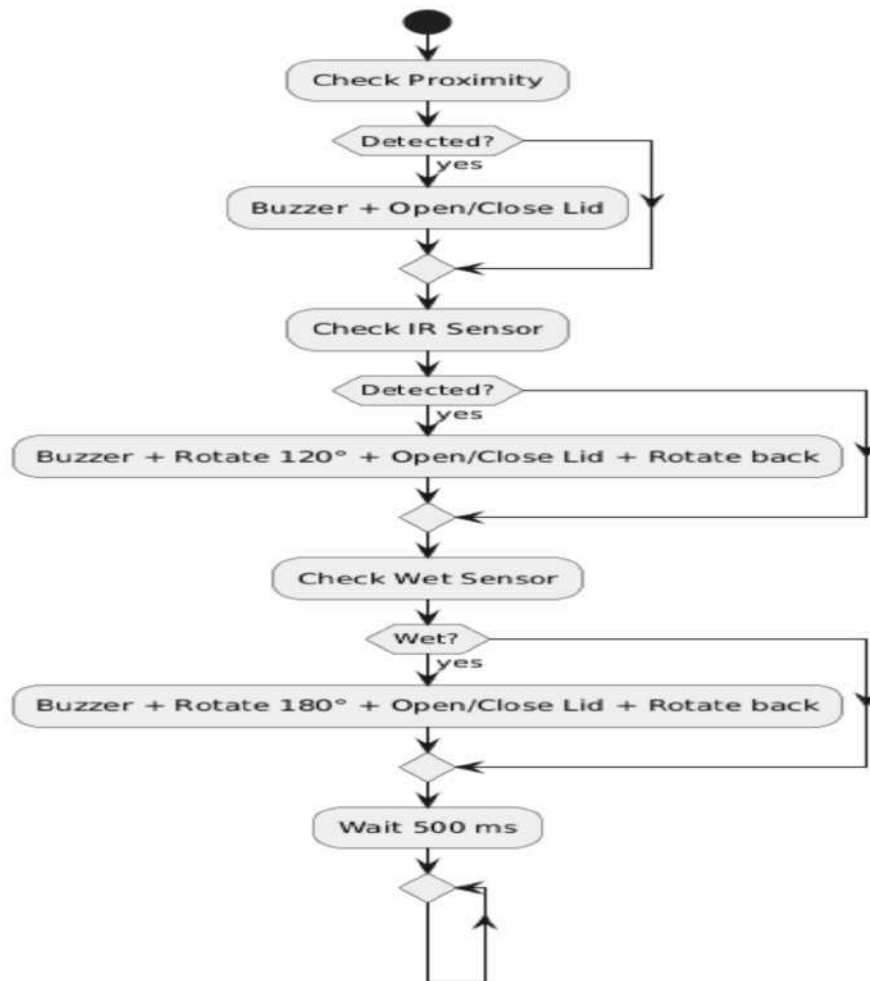 Check Proximity
Detected?
yes
Buzzer + Open/Close Lid
Check IR Sensor
Detected?
yes
Buzzer + Rotate 120° + Open/Close Lid + Rotate back
Check Wet Sensor
Wet?
yes
Buzzer + Rotate 180° + Open/Close Lid + Rotate back
Wait 500 ms